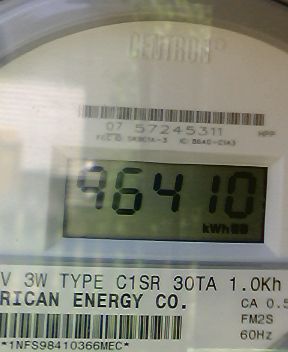 CENTRON®
07 57245311
HPP
96410
kWh
V 3W TYPE C1SR 30TA 1.0Kh
RICAN ENERGY CO.
CA 0.5
FM2S
60Hz
*1NFS98410366MEC*